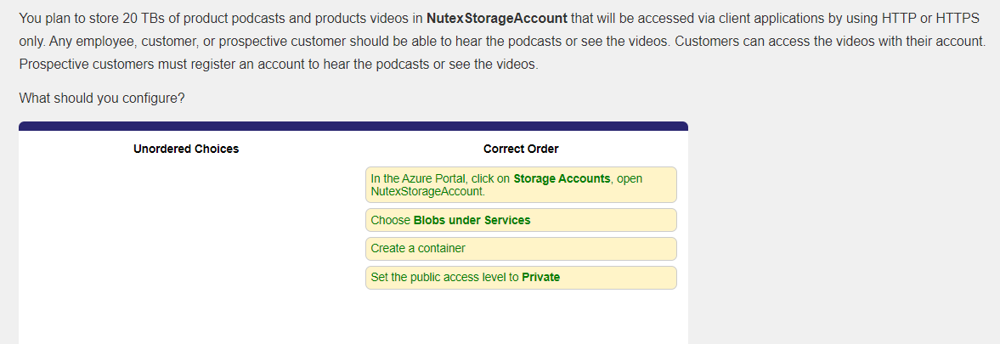 You plan to store 20 TBs of product podcasts and products videos in NutexStorageAccount that will be accessed via client applications by using HTTP or HTTPS
only. Any employee, customer, or prospective customer should be able to hear the podcasts or see the videos. Customers can access the videos with their account.
Prospective customers must register an account to hear the podcasts or see the videos.
What should you configure?
Unordered Choices
Correct Order
In the Azure Portal, click on Storage Accounts, open
NutexStorageAccount.
Choose Blobs under Services
Create a container
Set the public access level to Private